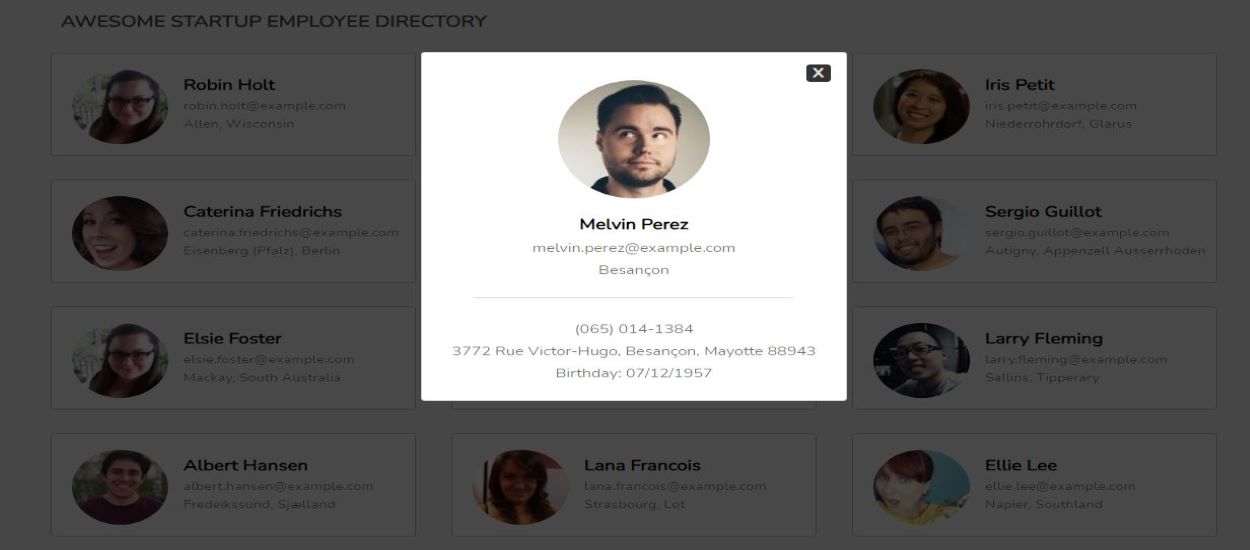 AWESOME STARTUP EMPLOYEE DIRECTORY
Robin Holt
robin.holt@example.com
Allen, Wisconsin
Melvin Perez
melvin.perez@example.com
Besançon
(065) 014-1384
3772 Rue Victor-Hugo, Besançon, Mayotte 88943
Birthday: 07/12/1957
Iris Petit
iris.petit@example.com
Niederrohrdorf, Glarus
Caterina Friedrichs
caterina.friedrichs@example.com
Eisenberg (Pfalz), Berlin
Sergio Guillot
sergio.guillot@example.com
Autigny, Appenzell Ausserrhoden
Elsie Foster
elsie.foster@example.com
Mackay, South Australia
Larry Fleming
larry.fleming@example.com
Sallins, Tipperary
Albert Hansen
albert.hansen@example.com
Fredeikssund, Sjælland
Lana Francois
lana.francois@example.com
Strasbourg, Lot
Ellie Lee
ellie.lee@example.com
Napier, Southland